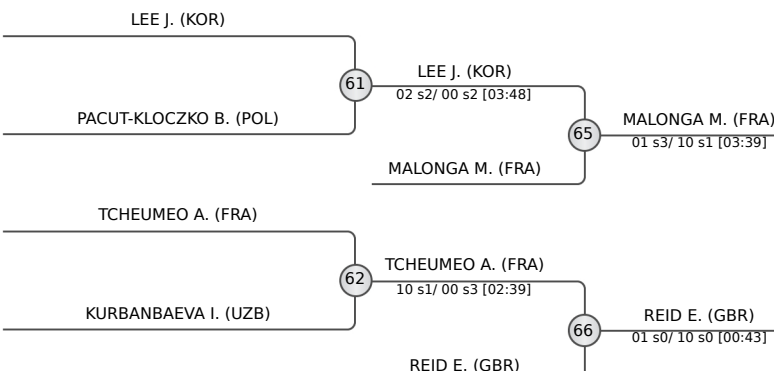 LEE J. (KOR)
61
LEE J. (KOR)
02 s2/ 00 s2 [03:48]
PACUT-KLOCZKO B. (POL)
65
MALONGA M. (FRA)
01 s3/ 10 s1 [03:39]
MALONGA M. (FRA)
TCHEUMEO A. (FRA)
62
TCHEUMEO A. (FRA)
10 s1/ 00 s3 [02:39]
KURBANBAEVA I. (UZB)
66
REID E. (GBR)
01 s0/ 10 s0 [00:43]
REID E. (GBR)